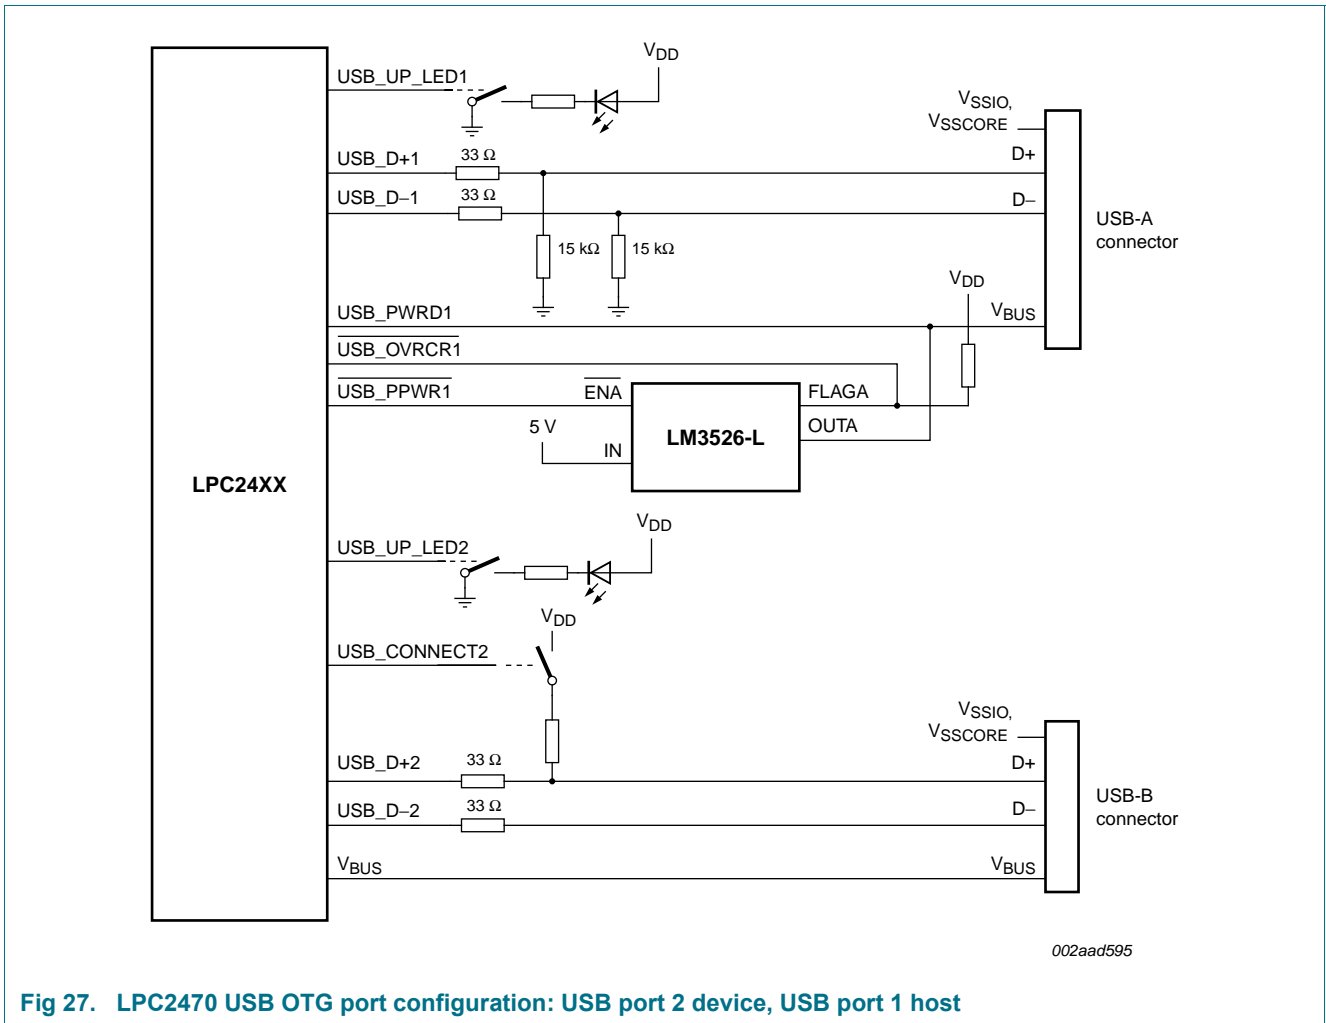 VDD
USB_UP_LED1
VSSIO,
VSSCORE
USB_D+1
33 Ω
D+
USB_D−1
33 Ω
D−
USB-A
connector
15 kΩ
15 kΩ
VDD
USB_PWRD1
VBUS
USB_OVRCR1
USB_PPWR1
ENA
FLAGA
5 V
OUTA
LM3526-L
IN
LPC24XX
VDD
USB_UP_LED2
VDD
USB_CONNECT2
VSSIO,
VSSCORE
USB_D+2
33 Ω
D+
USB_D−2
33 Ω
D−
USB-B
connector
VBUS
VBUS
002aad595
Fig 27. LPC2470 USB OTG port configuration: USB port 2 device, USB port 1 host